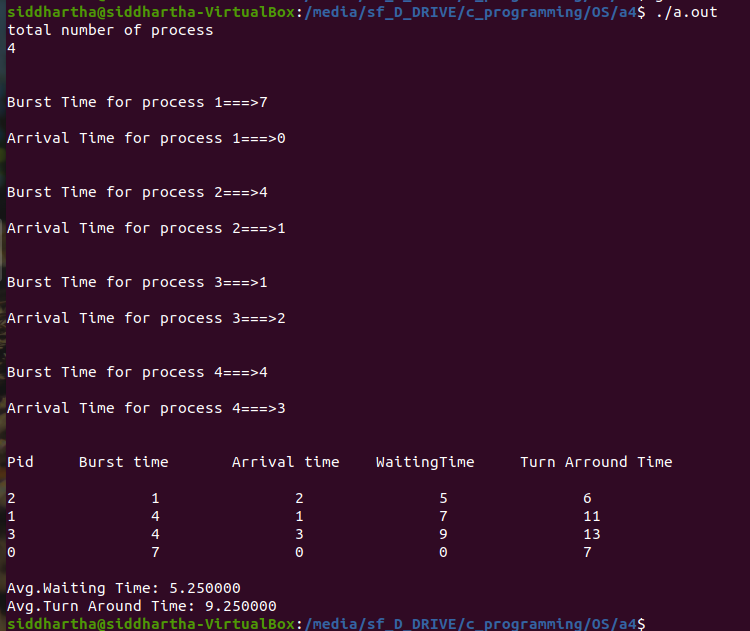 siddhartha@siddhartha-VirtualBox:/media/sf_D_DRIVE/c_programming/OS/a4$ ./a.out
total number of process
4
Burst Time for process 1===>7
Arrival Time for process 1===>0
Burst Time for process 2===>4
Arrival Time for process 2===>1
Burst Time for process 3===>1
Arrival Time for process 3===>2
Burst Time for process 4===>4
Arrival Time for process 4===>3
Pid Burst time Arrival time WaitingTime Turn Arround Time
2 1 2 5 6
1 4 1 7 11
3 4 3 9 13
0 7 0 0 7
Avg.Waiting Time: 5.250000
Avg.Turn Around Time: 9.250000
siddhartha@siddhartha-VirtualBox:/media/sf_D_DRIVE/c_programming/OS/a4$